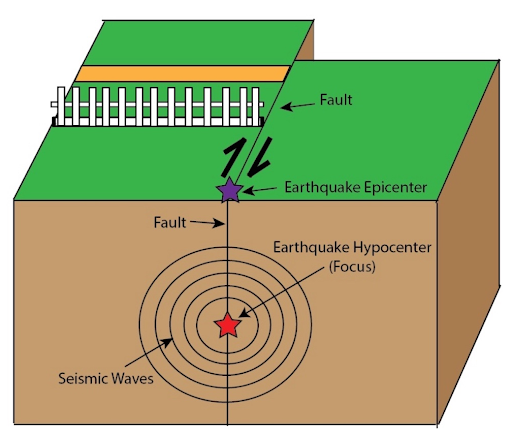 Fault
Earthquake Epicenter
Fault
Earthquake Hypocenter
(Focus)
Seismic Waves